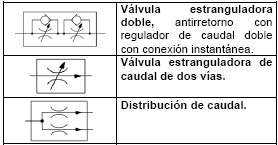 Válvula estranguladora
doble, antirretorno con
regulador de caudal doble
con conexión instantánea.
Válvula estranguladora de
caudal de dos vías.
Distribución de caudal.